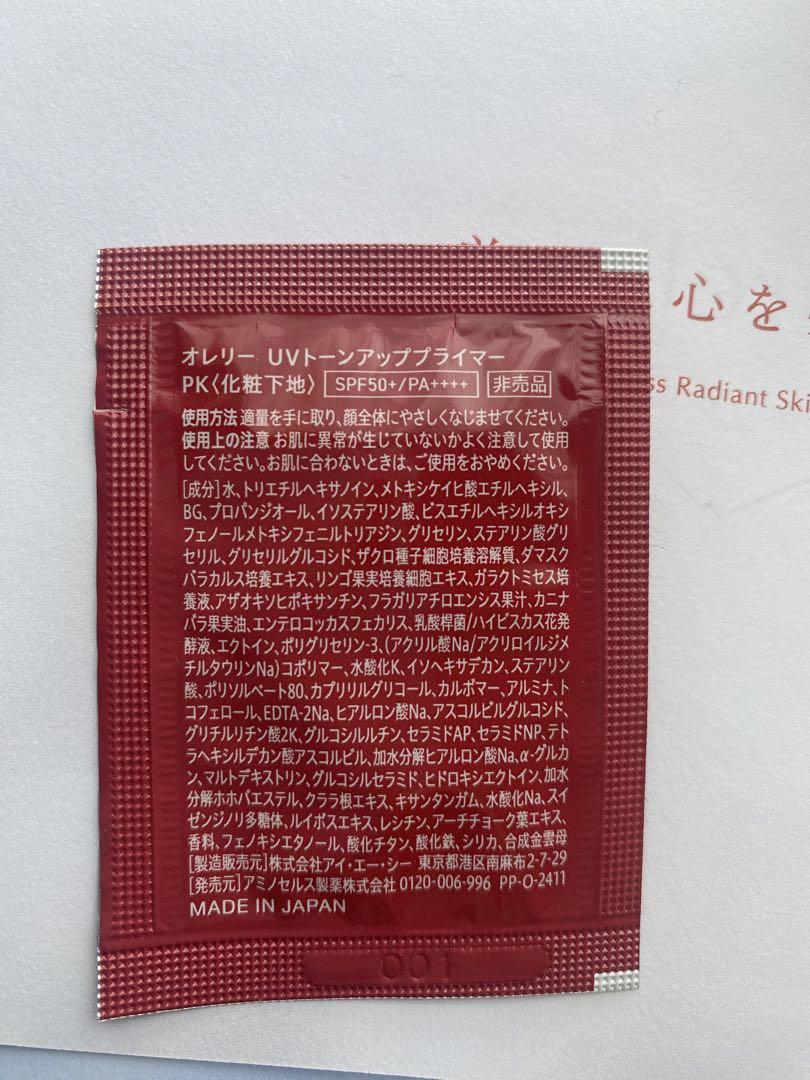 心を
ss Radiant Ski
オレリー UVトーンアッププライマー
PK〈化粧下地〉 SPF50+/PA++++ 非売品
使用方法 適量を手に取り、顔全体にやさしくなじませてください。
使用上の注意 お肌に異常が生じていないかよく注意して使用
してください。お肌に合わないときは、ご使用をおやめください。
[成分]水、トリエチルヘキサノイン、メトキシケイヒ酸エチルヘキシル、
BG、プロパンジオール、イソステアリン酸、ビスエチルヘキシルオキシ
フェノールメトキシフェニルトリアジン、グリセリン、ステアリン酸グリ
セリル、グリセリルグルコシド、ザクロ種子細胞培養溶解質、ダマスク
バラカルス培養エキス、リンゴ果実培養細胞エキス、ガラクトミセス培
養液、アザオキソヒポキサンチン、フラガリアチロエンシス果汁、カニナ
バラ果実油、エンテロコッカスフェカリス、乳酸桿菌/ハイビスカス花発
酵液、エクトイン、ポリグリセリン-3、(アクリル酸Na/アクリロイルジメ
チルタウリンNa)コポリマー、水酸化K、イソヘキサデカン、ステアリン
酸、ポリソルベート80、カプリリルグリコール、カルボマー、アルミナ、ト
コフェロール、EDTA-2Na、ヒアルロン酸Na、アスコルビルグルコシド、
グリチルリチン酸2K、グルコシルルチン、セラミドAP、セラミドNP、テト
ラヘキシルデカン酸アスコルビル、加水分解ヒアルロン酸Na、α-グルカ
ン、マルトデキストリン、グルコシルセラミド、ヒドロキシエクトイン、加水
分解ホホバエステル、クララ根エキス、キサンタンガム、水酸化Na、スイ
ゼンジノリ多糖体、ルイボスエキス、レシチン、アーチチョーク葉エキス、
香料、フェノキシエタノール、酸化チタン、酸化鉄、シリカ、合成金雲母
[製造販売元]株式会社アイ・エー・シー 東京都港区南麻布2-7-29
[発売元]アミノセルス製薬株式会社 0120-006-996 PP-O-2411
MADE IN JAPAN
001